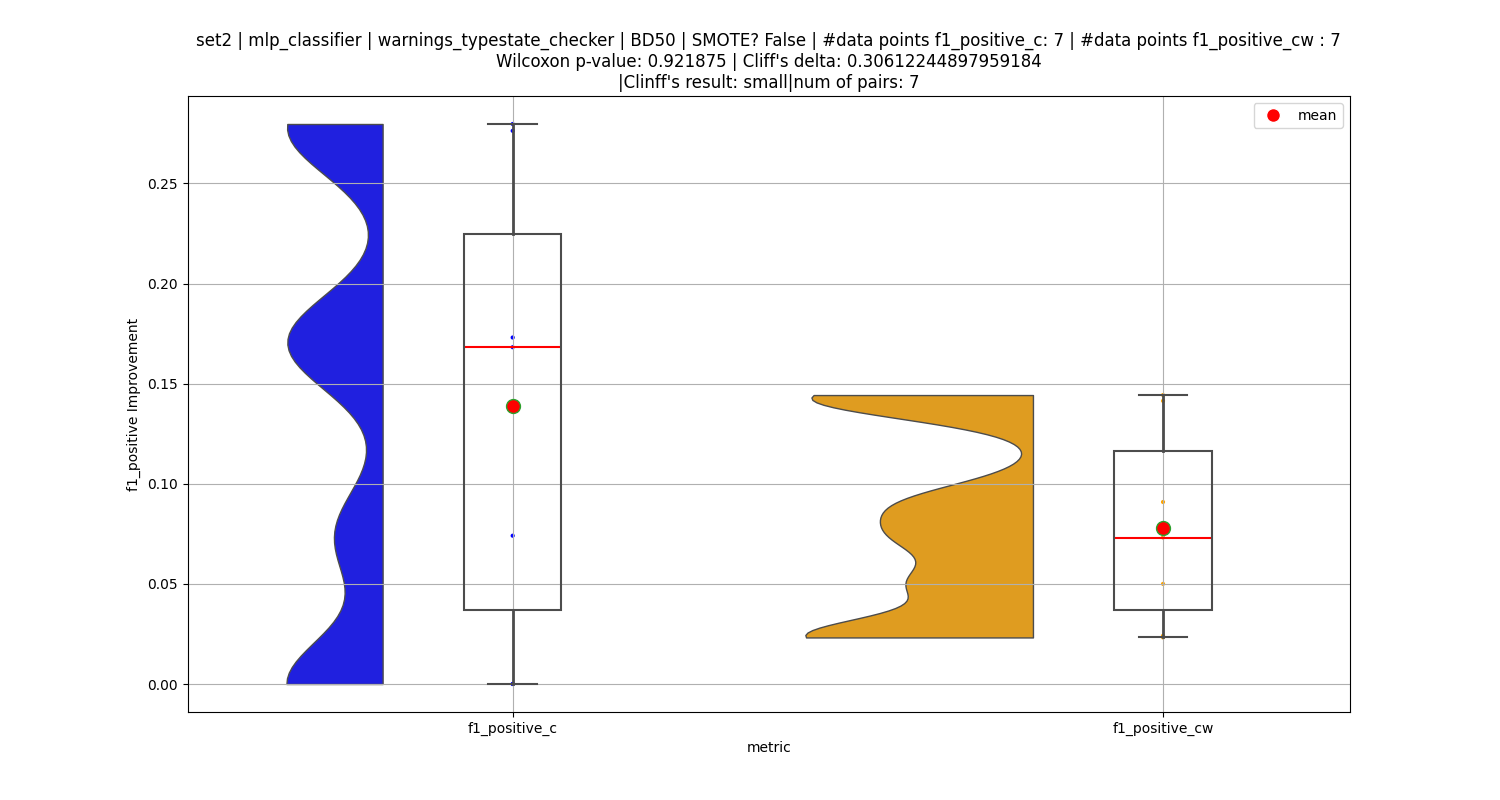 set2 | mlp_classifier | warnings_typestate_checker | BD50 | SMOTE? False | #data points f1_positive_c: 7 | #data points f1_positive_cw : 7
Wilcoxon p-value: 0.921875 | Cliff's delta: 0.30612244897959184
|Clinff's result: small|num of pairs: 7
mean
0.25
0.20
0.15
0.10
0.05
0.00
f1_positive Improvement
f1_positive_c
f1_positive_cw
metric